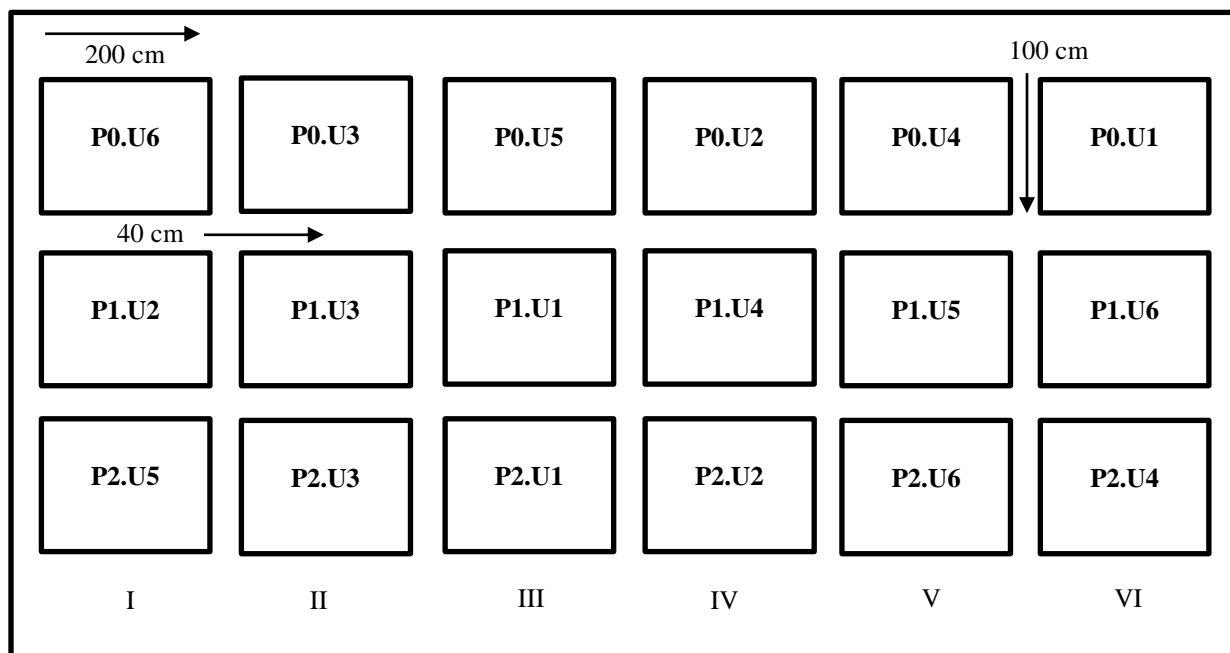 200 cm
100 cm
P0.U6 P0.U3 P0.U5 P0.U2 P0.U4 P0.U1
40 cm
P1.U2 P1.U3 P1.U1 P1.U4 P1.U5 P1.U6
P2.U5 P2.U3 P2.U1 P2.U2 P2.U6 P2.U4
I II III IV V VI